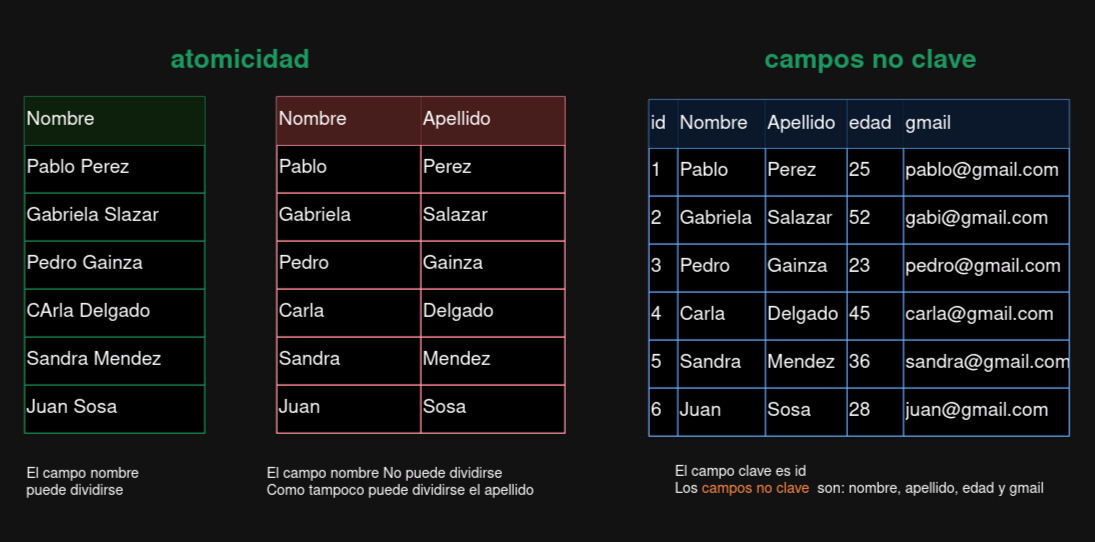 atomicidad
Nombre
Pablo Perez
Gabriela Slazar
Pedro Gainza
CArla Delgado
Sandra Mendez
Juan Sosa
El campo nombre
puede dividirse
Nombre Apellido
Pablo Perez
Gabriela Salazar
Pedro Gainza
Carla Delgado
Sandra Mendez
Juan Sosa
El campo nombre No puede dividirse
Como tampoco puede dividirse el apellido
campos no clave
id Nombre Apellido edad gmail
1 Pablo Perez 25 pablo@gmail.com
2 Gabriela Salazar 52 gabi@gmail.com
3 Pedro Gainza 23 pedro@gmail.com
4 Carla Delgado 45 carla@gmail.com
5 Sandra Mendez 36 sandra@gmail.com
6 Juan Sosa 28 juan@gmail.com
El campo clave es id
Los campos no clave son: nombre, apellido, edad y gmail